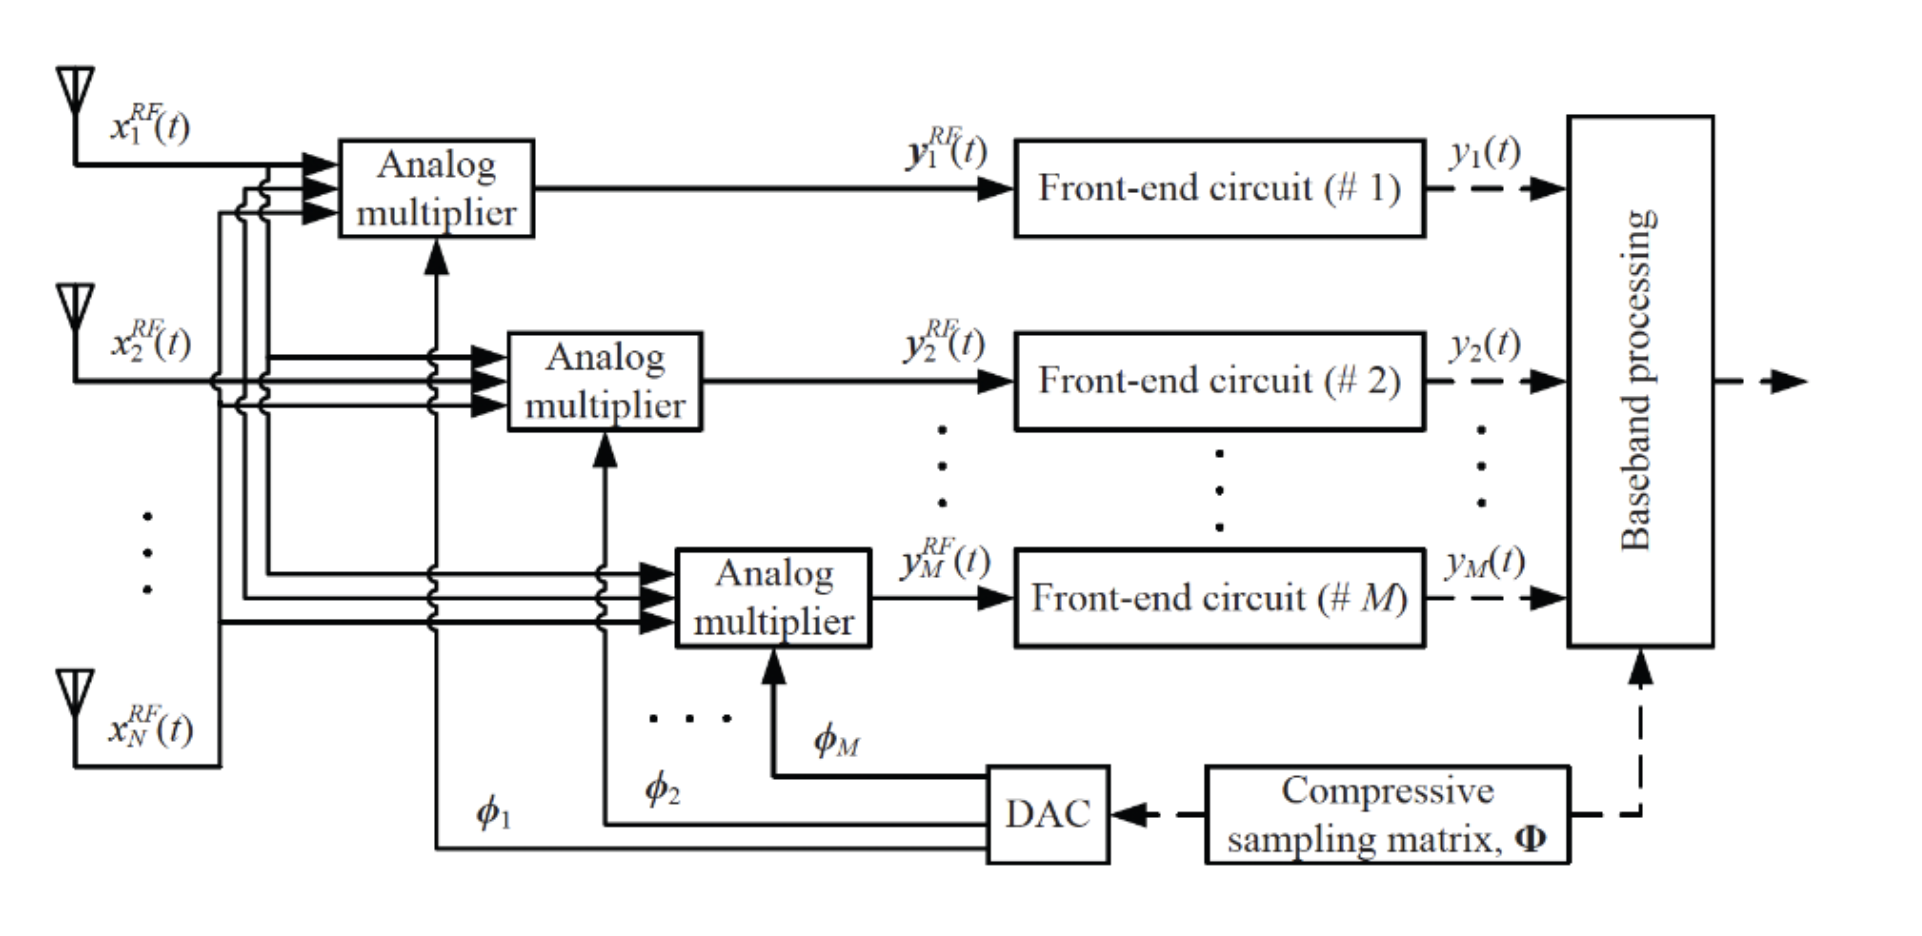 x₁^RF(t)
Analog
multiplier
y₁^RF(t)
Front-end circuit (# 1)
y₁(t)
x₂^RF(t)
Analog
multiplier
y₂^RF(t)
Front-end circuit (# 2)
y₂(t)
Baseband processing
Analog
multiplier
y_M^RF(t)
Front-end circuit (# M)
y_M(t)
x_N^RF(t)
ϕ₁
ϕ₂
ϕ_M
DAC
Compressive
sampling matrix, Φ